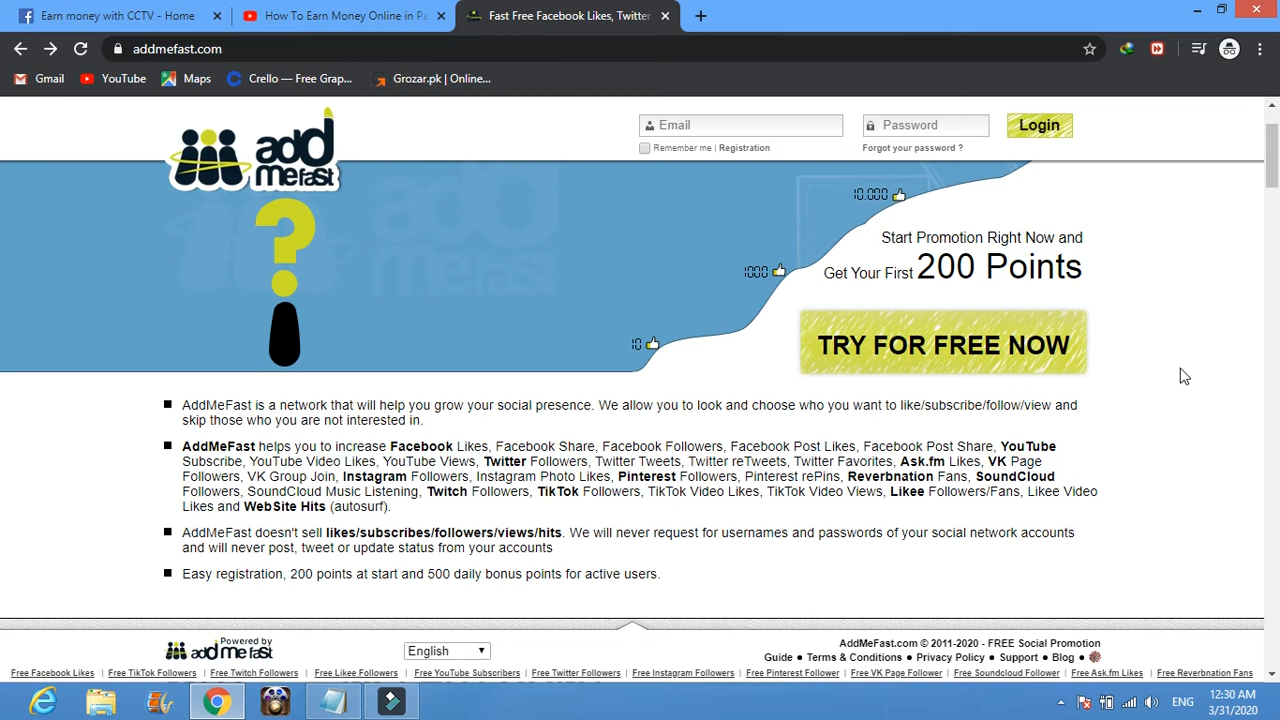 Earn money with CCTV - Home
How To Earn Money Online in Pa
Fast Free Facebook Likes, Twitter
addmefast.com
Gmail
YouTube
Maps
Crello — Free Grap...
Grozar.pk | Online...
add
me fast
Email
Password
Login
Remember me | Registration
Forgot your password ?
10.000
1000
10
?
Start Promotion Right Now and
Get Your First 200 Points
TRY FOR FREE NOW
AddMeFast is a network that will help you grow your social presence. We allow you to look and choose who you want to like/subscribe/follow/view and
skip those who you are not interested in.
AddMeFast helps you to increase Facebook Likes, Facebook Share, Facebook Followers, Facebook Post Likes, Facebook Post Share, YouTube
Subscribe, YouTube Video Likes, YouTube Views, Twitter Followers, Twitter Tweets, Twitter reTweets, Twitter Favorites, Ask.fm Likes, VK Page
Followers, VK Group Join, Instagram Followers, Instagram Photo Likes, Pinterest Followers, Pinterest rePins, Reverbnation Fans, SoundCloud
Followers, SoundCloud Music Listening, Twitch Followers, TikTok Followers, TikTok Video Likes, TikTok Video Views, Likee Followers/Fans, Likee Video
Likes and WebSite Hits (autosurf).
AddMeFast doesn't sell likes/subscribes/followers/views/hits. We will never request for usernames and passwords of your social network accounts
and will never post, tweet or update status from your accounts
Easy registration, 200 points at start and 500 daily bonus points for active users.
Powered by
add me fast
English
AddMeFast.com © 2011-2020 - FREE Social Promotion
Guide • Terms & Conditions • Privacy Policy • Support • Blog •
Free Facebook Likes | Free TikTok Followers | Free Twitch Followers | Free Likee Followers | Free YouTube Subscribers | Free Twitter Followers | Free Instagram Followers | Free Pinterest Follower | Free VK Page Follower | Free Soundcloud Follower | Free Ask.fm Likes | Free Reverbnation Fans
ENG
12:30 AM
3/31/2020